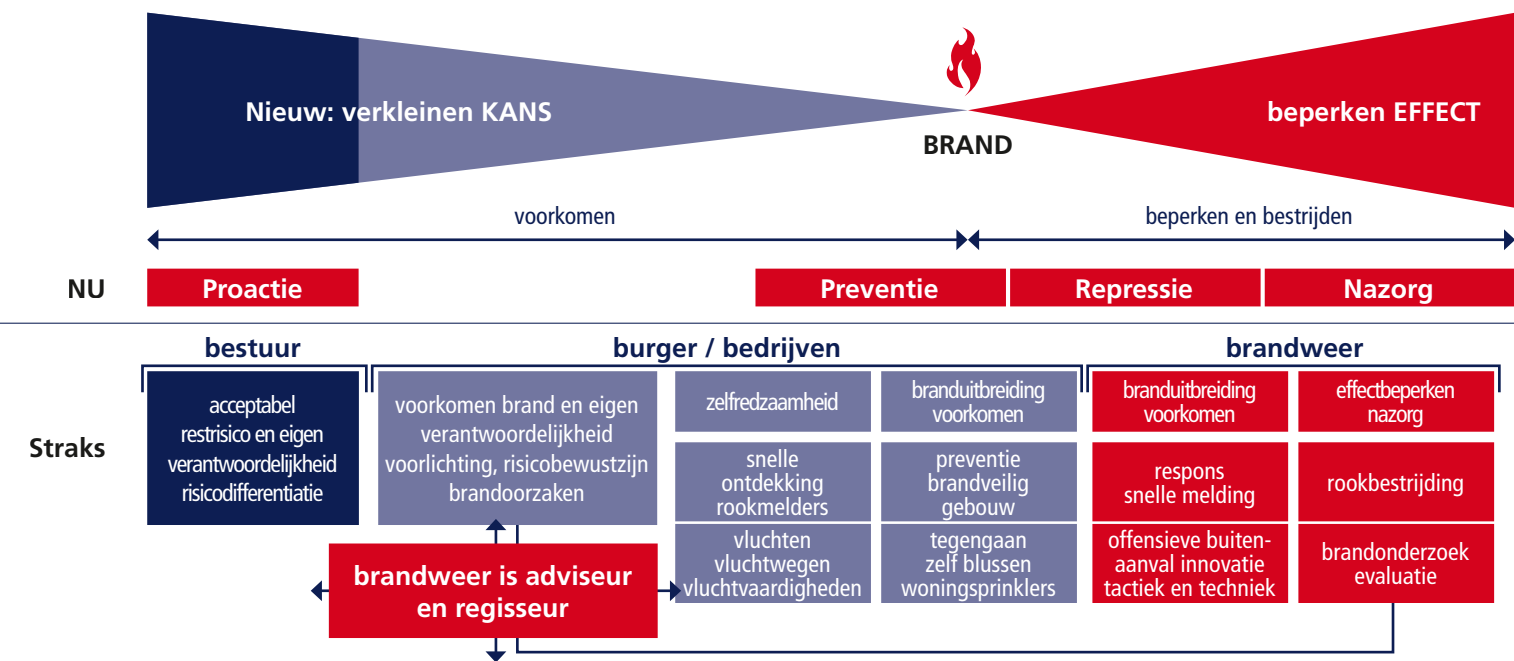 Nieuw: verkleinen KANS
beperken EFFECT
BRAND
voorkomen
beperken en bestrijden
NU
Proactie
Preventie
Repressie
Nazorg
bestuur
burger / bedrijven
brandweer
Straks
acceptabel
restrisico en eigen
verantwoordelijkheid
risicodifferentiatie
voorkomen brand en eigen
verantwoordelijkheid
voorlichting, risicobewustzijn
brandoorzaken
zelfredzaamheid
snelle
ontdekking
rookmelders
vluchten
vluchtwegen
vluchtvaardigheden
branduitbreiding
voorkomen
preventie
brandveilig
gebouw
tegengaan
zelf blussen
woningsprinklers
branduitbreiding
voorkomen
respons
snelle melding
offensieve buiten-
aanval innovatie
tactiek en techniek
effectbeperken
nazorg
rookbestrijding
brandonderzoek
evaluatie
brandweer is adviseur
en regisseur